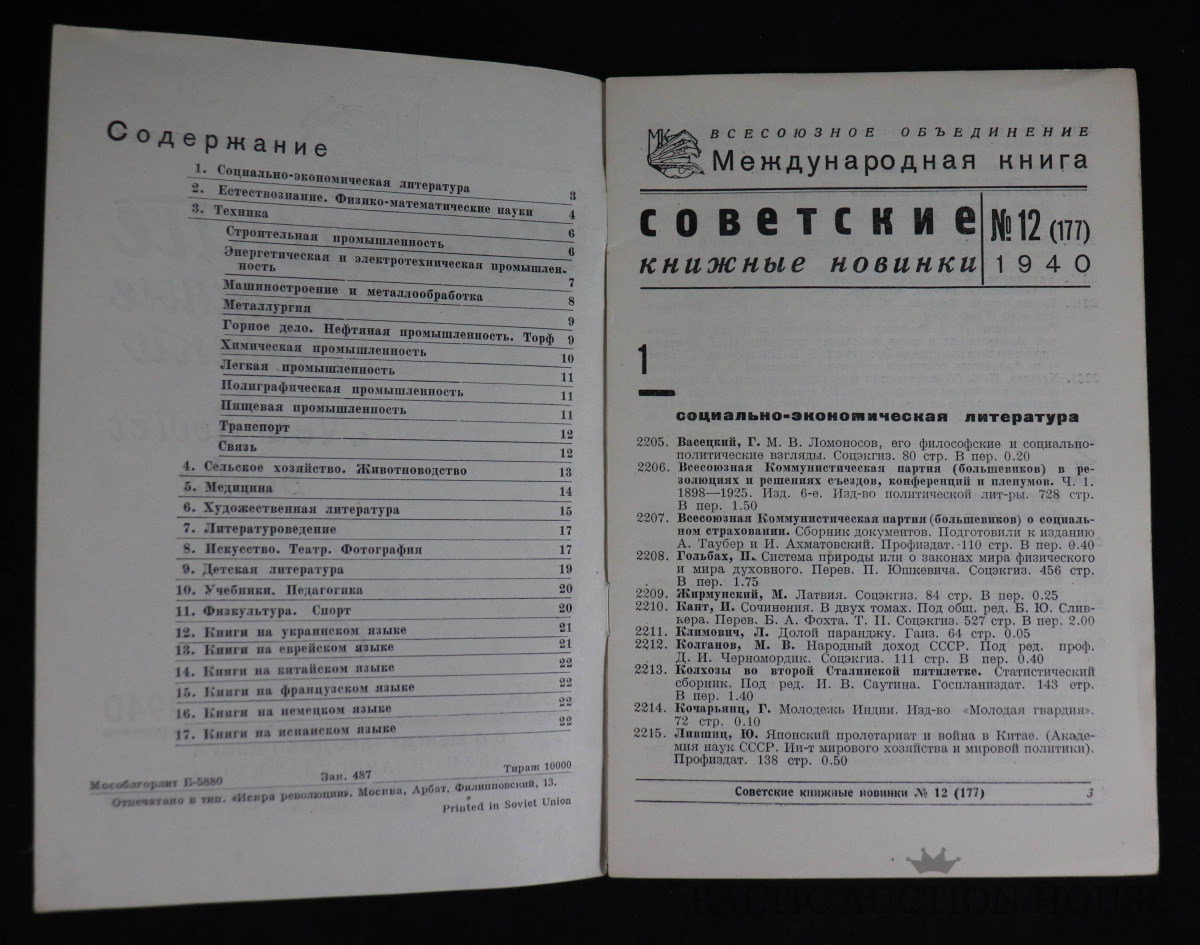 Содержание
1. Социально-экономическая литература 3
2. Естествознание. Физико-математические науки 4
3. Техника 6
Строительная промышленность 6
Энергетическая и электротехническая промышлен-
ность 7
Машиностроение и металлообработка 8
Металлургия 9
Горное дело. Нефтяная промышленность. Торф 9
Химическая промышленность 10
Легкая промышленность 11
Полиграфическая промышленность 11
Пищевая промышленность 11
Транспорт 12
Связь 12
4. Сельское хозяйство. Животноводство 13
5. Медицина 14
6. Художественная литература 15
7. Литературоведение 17
8. Искусство. Театр. Фотография 17
9. Детская литература 19
10. Учебники. Педагогика 20
11. Физкультура. Спорт 20
12. Книги на украинском языке 21
13. Книги на еврейском языке 21
14. Книги на китайском языке 22
15. Книги на французском языке 22
16. Книги на немецком языке 22
17. Книги на испанском языке 22
Мособлгорлит Б-5880 Зак. 487 Тираж 10000
Отпечатано в тип. «Искра революции». Москва, Арбат, Филипповский, 13.
Printed in Soviet Union
МК
ВСЕСОЮЗНОЕ ОБЪЕДИНЕНИЕ
Международная книга
советские
книжные новинки
№ 12 (177)
1940
1
социально-экономическая литература
2205. Васецкий, Г. М. В. Ломоносов, его философские и социально-
политические взгляды. Соцэкгиз. 80 стр. В пер. 0.20
2206. Всесоюзная Коммунистическая партия (большевиков) в ре-
золюциях и решениях съездов, конференций и пленумов. Ч. 1.
1898—1925. Изд. 6-е. Изд-во политической лит-ры. 728 стр.
В пер. 1.50
2207. Всесоюзная Коммунистическая партия (большевиков) о социаль-
ном страховании. Сборник документов. Подготовили к изданию
А. Таубер и И. Ахматовский. Профиздат. 110 стр. В пер. 0.40
2208. Гольбах, П. Система природы или о законах мира физического
и мира духовного. Перев. П. Юшкевича. Соцэкгиз. 456 стр.
В пер. 1.75
2209. Жирмунский, М. Латвия. Соцэкгиз. 84 стр. В пер. 0.25
2210. Кант, И. Сочинения. В двух томах. Под общ. ред. Б. Ю. Слив-
кера. Перев. Б. А. Фохта. Т. II. Соцэкгиз. 527 стр. В пер. 2.00
2211. Климович, Л. Долой паранджу. Гаиз. 64 стр. 0.05
2212. Колганов, М. В. Народный доход СССР. Под ред. проф.
Д. И. Черномордик. Соцэкгиз. 111 стр. В пер. 0.40
2213. Колхозы во второй Сталинской пятилетке. Статистический
сборник. Под ред. И. В. Саутина. Госпланиздат. 143 стр.
В пер. 1.40
2214. Кочарьянц, Г. Молодежь Индии. Изд-во «Молодая гвардия».
72 стр. 0.10
2215. Лившиц, Ю. Японский пролетариат и война в Китае. (Акаде-
мия наук СССР. Ин-т мирового хозяйства и мировой политики).
Профиздат. 138 стр. 0.50
Советские книжные новинки № 12 (177) 3
BALTIC AUCTION HOUSE